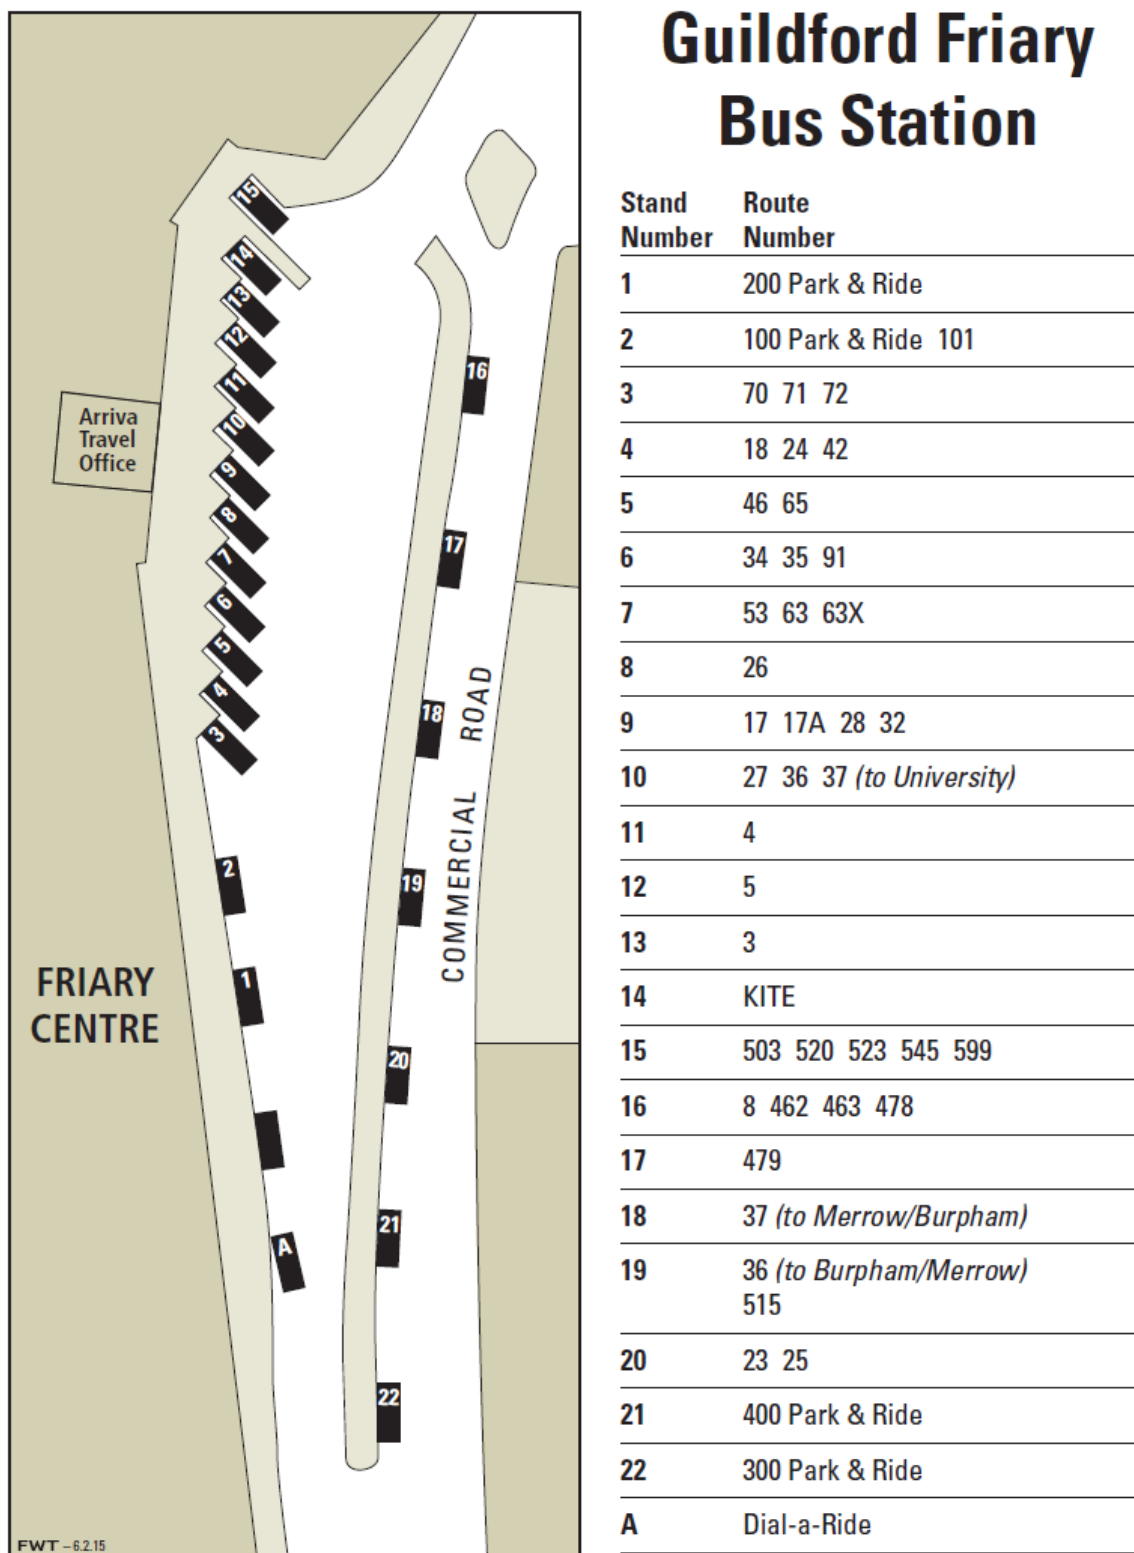 Guildford Friary
Bus Station
Stand Number Route Number
1 200 Park & Ride
2 100 Park & Ride 101
3 70 71 72
4 18 24 42
5 46 65
6 34 35 91
7 53 63 63X
8 26
9 17 17A 28 32
10 27 36 37 (to University)
11 4
12 5
13 3
14 KITE
15 503 520 523 545 599
16 8 462 463 478
17 479
18 37 (to Merrow/Burpham)
19 36 (to Burpham/Merrow)
515
20 23 25
21 400 Park & Ride
22 300 Park & Ride
A Dial-a-Ride
15
14
13
12
11
10
9
8
7
6
5
4
3
2
1
A
16
17
18
19
20
21
22
Arriva
Travel
Office
COMMERCIAL ROAD
FRIARY
CENTRE
FWT – 6.2.15